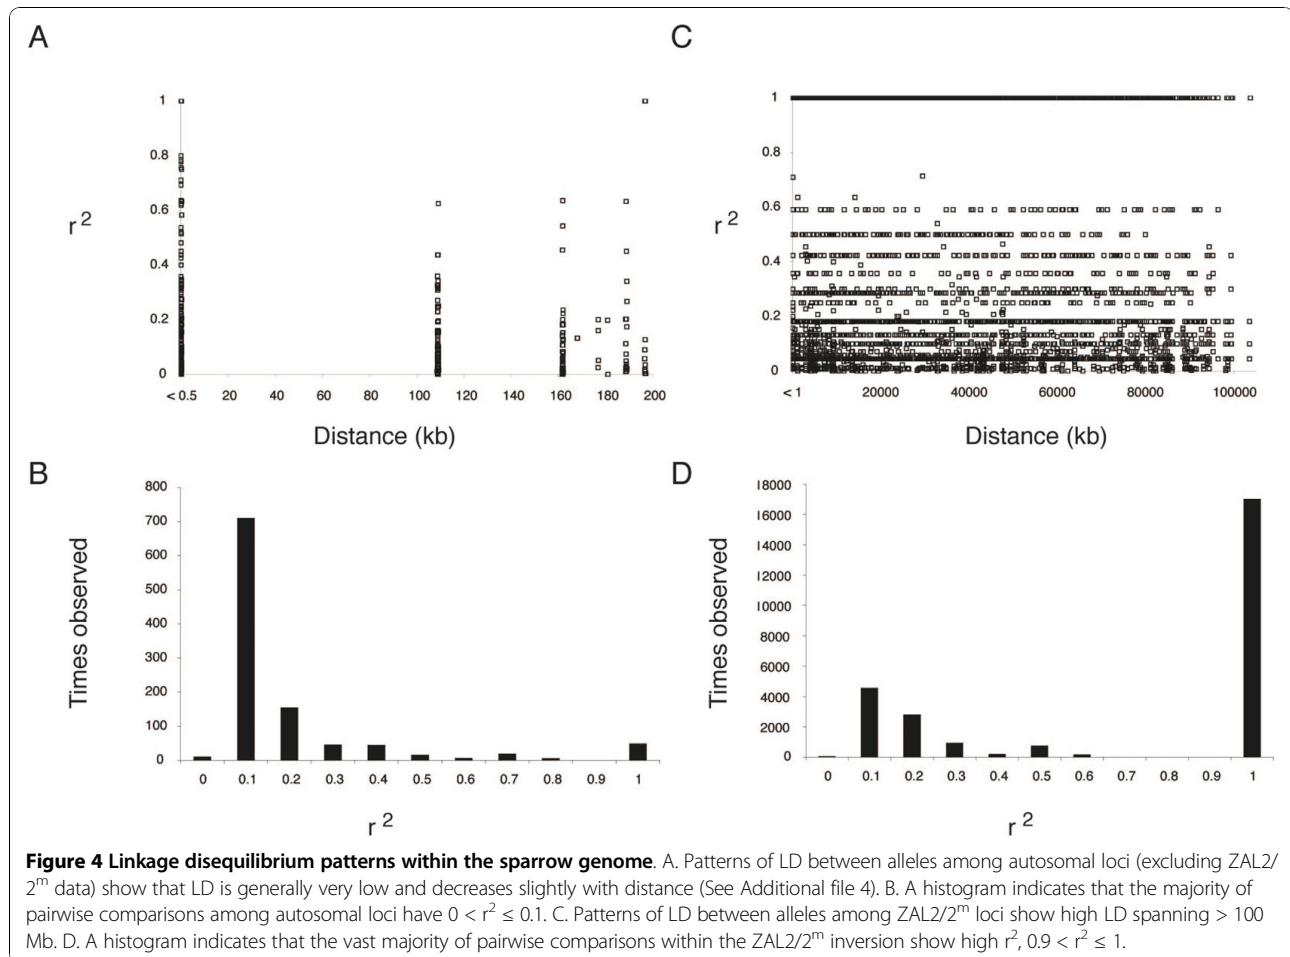 A
1
0.8
0.6
r 2
0.4
0.2
0
< 0.5 20 40 60 80 100 120 140 160 180 200
Distance (kb)
C
1
0.8
0.6
r 2
0.4
0.2
0
< 1 20000 40000 60000 80000 100000
Distance (kb)
B
800
700
600
500
400
300
200
100
0
Times observed
0 0.1 0.2 0.3 0.4 0.5 0.6 0.7 0.8 0.9 1
r 2
D
18000
16000
14000
12000
10000
8000
6000
4000
2000
0
Times observed
0 0.1 0.2 0.3 0.4 0.5 0.6 0.7 0.8 0.9 1
r 2
Figure 4 Linkage disequilibrium patterns within the sparrow genome. A. Patterns of LD between alleles among autosomal loci (excluding ZAL2/
2m data) show that LD is generally very low and decreases slightly with distance (See Additional file 4). B. A histogram indicates that the majority of
pairwise comparisons among autosomal loci have 0 < r2 ≤ 0.1. C. Patterns of LD between alleles among ZAL2/2m loci show high LD spanning > 100
Mb. D. A histogram indicates that the vast majority of pairwise comparisons within the ZAL2/2m inversion show high r2, 0.9 < r2 ≤ 1.